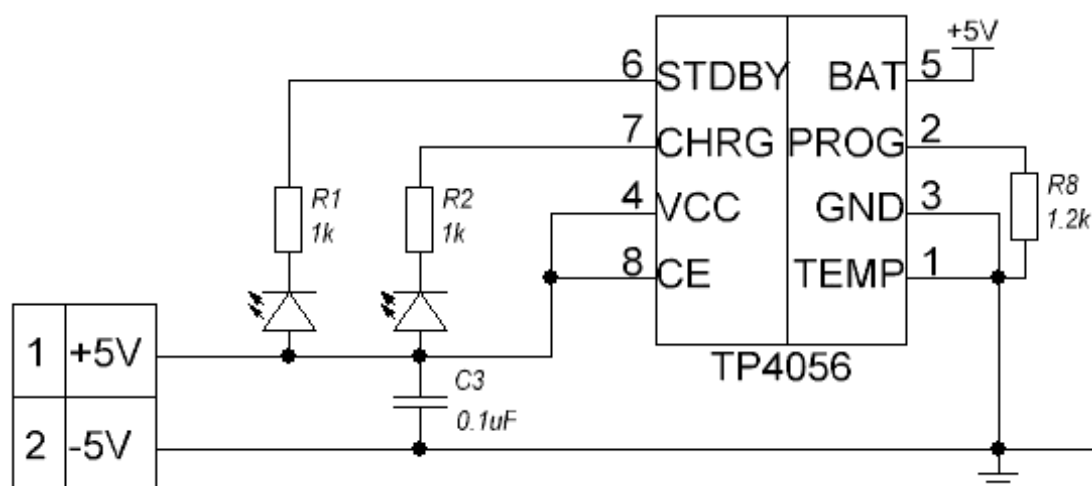 +5V
6 STDBY BAT 5
7 CHRG PROG 2
R1
1k
R2
1k
4 VCC GND 3
R8
1.2k
8 CE TEMP 1
1 +5V
TP4056
C3
0.1uF
2 -5V